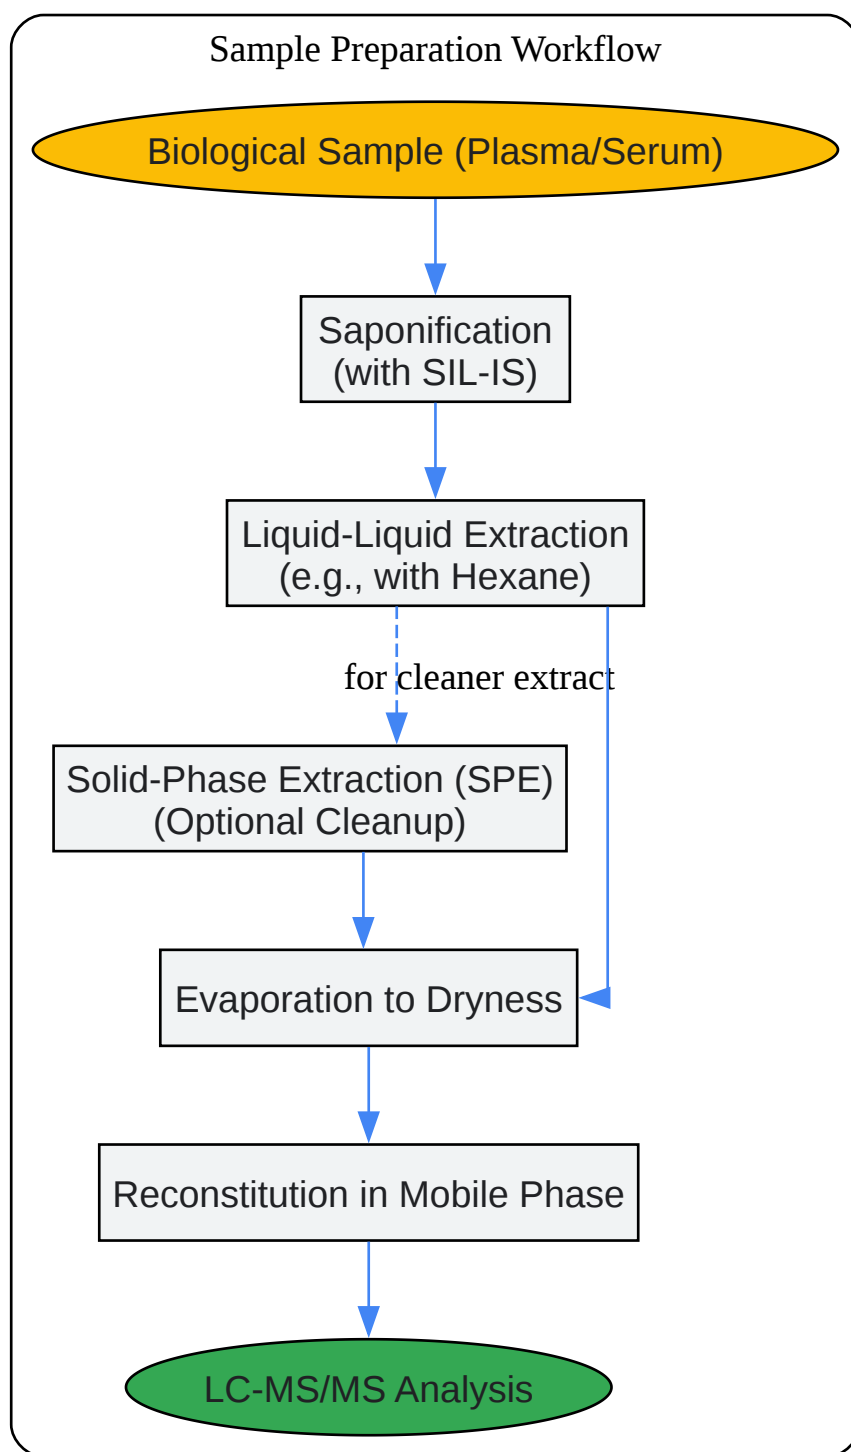 Sample Preparation Workflow
Biological Sample (Plasma/Serum)
Saponification
(with SIL-IS)
Liquid-Liquid Extraction
(e.g., with Hexane)
for cleaner extract
Solid-Phase Extraction (SPE)
(Optional Cleanup)
Evaporation to Dryness
Reconstitution in Mobile Phase
LC-MS/MS Analysis